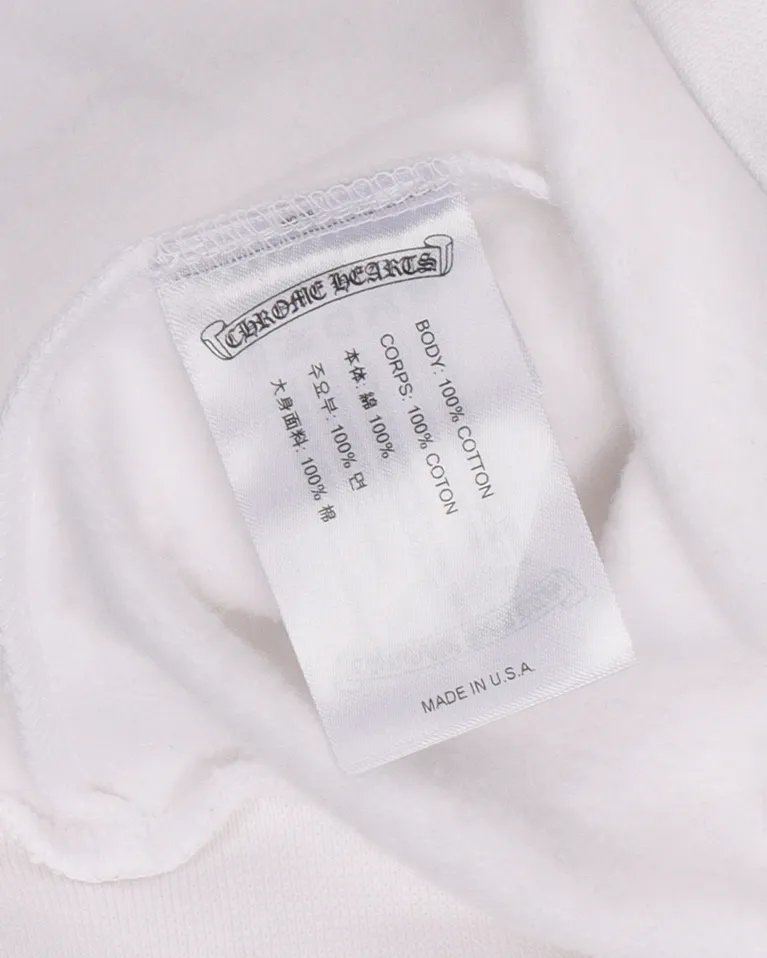 CHROME HEARTS
BODY: 100% COTTON
CORPS: 100% COTON
本体: 綿 100%
주요부: 100% 면
大身面料: 100% 棉
MADE IN U.S.A.